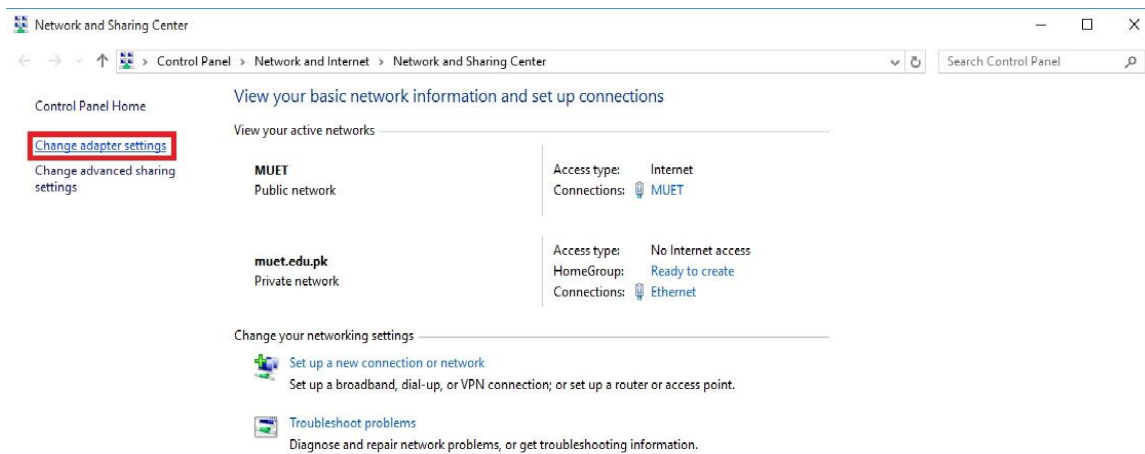 Network and Sharing Center
Control Panel > Network and Internet > Network and Sharing Center
Search Control Panel
Control Panel Home
Change adapter settings
Change advanced sharing
settings
View your basic network information and set up connections
View your active networks
MUET
Public network
Access type: Internet
Connections: MUET
muet.edu.pk
Private network
Access type: No Internet access
HomeGroup: Ready to create
Connections: Ethernet
Change your networking settings
Set up a new connection or network
Set up a broadband, dial-up, or VPN connection; or set up a router or access point.
Troubleshoot problems
Diagnose and repair network problems, or get troubleshooting information.